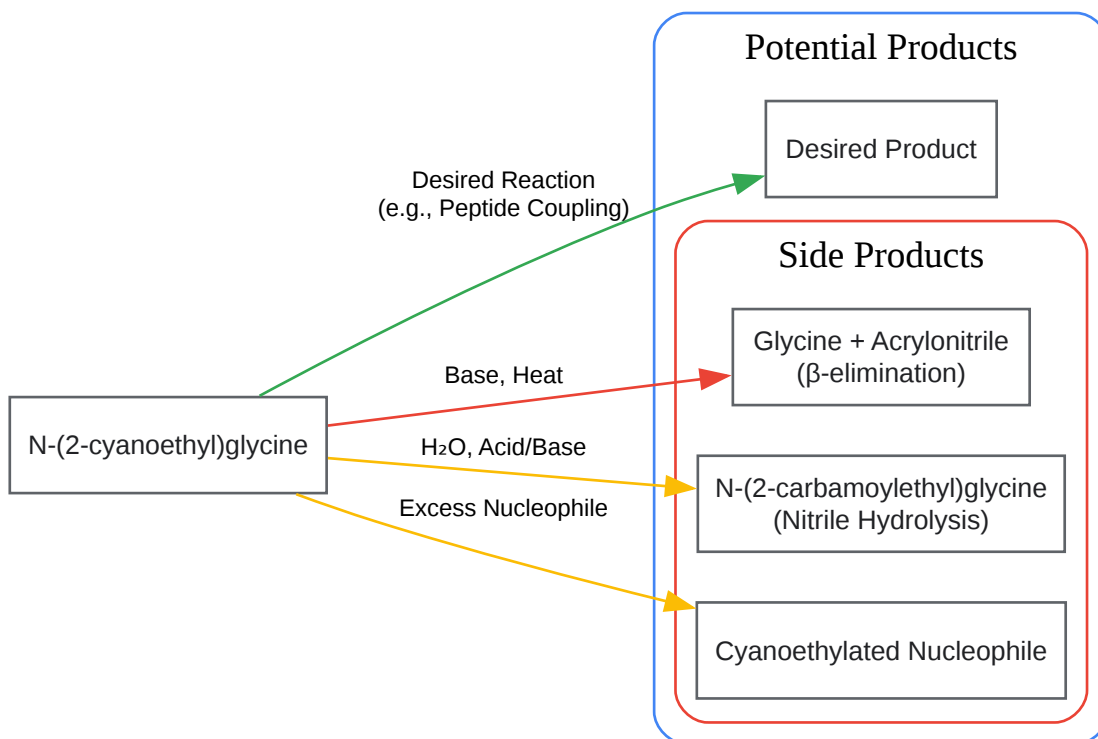 Potential Products
Desired Product
Desired Reaction
(e.g., Peptide Coupling)
Side Products
Glycine + Acrylonitrile
(β-elimination)
Base, Heat
N-(2-cyanoethyl)glycine
H₂O, Acid/Base
N-(2-carbamoylethyl)glycine
(Nitrile Hydrolysis)
Excess Nucleophile
Cyanoethylated Nucleophile